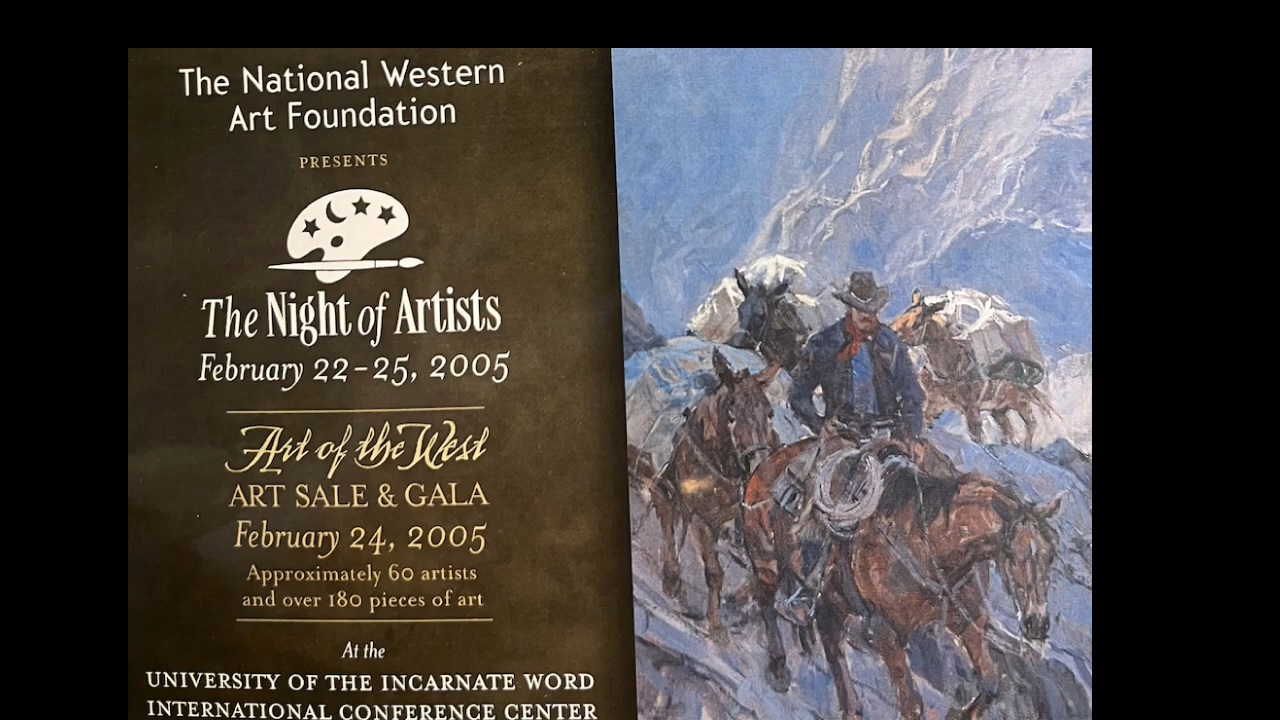 The National Western
Art Foundation
PRESENTS
The Night of Artists
February 22-25, 2005
Art of the West
ART SALE & GALA
February 24, 2005
Approximately 60 artists
and over 180 pieces of art
At the
UNIVERSITY OF THE INCARNATE WORD
INTERNATIONAL CONFERENCE CENTER